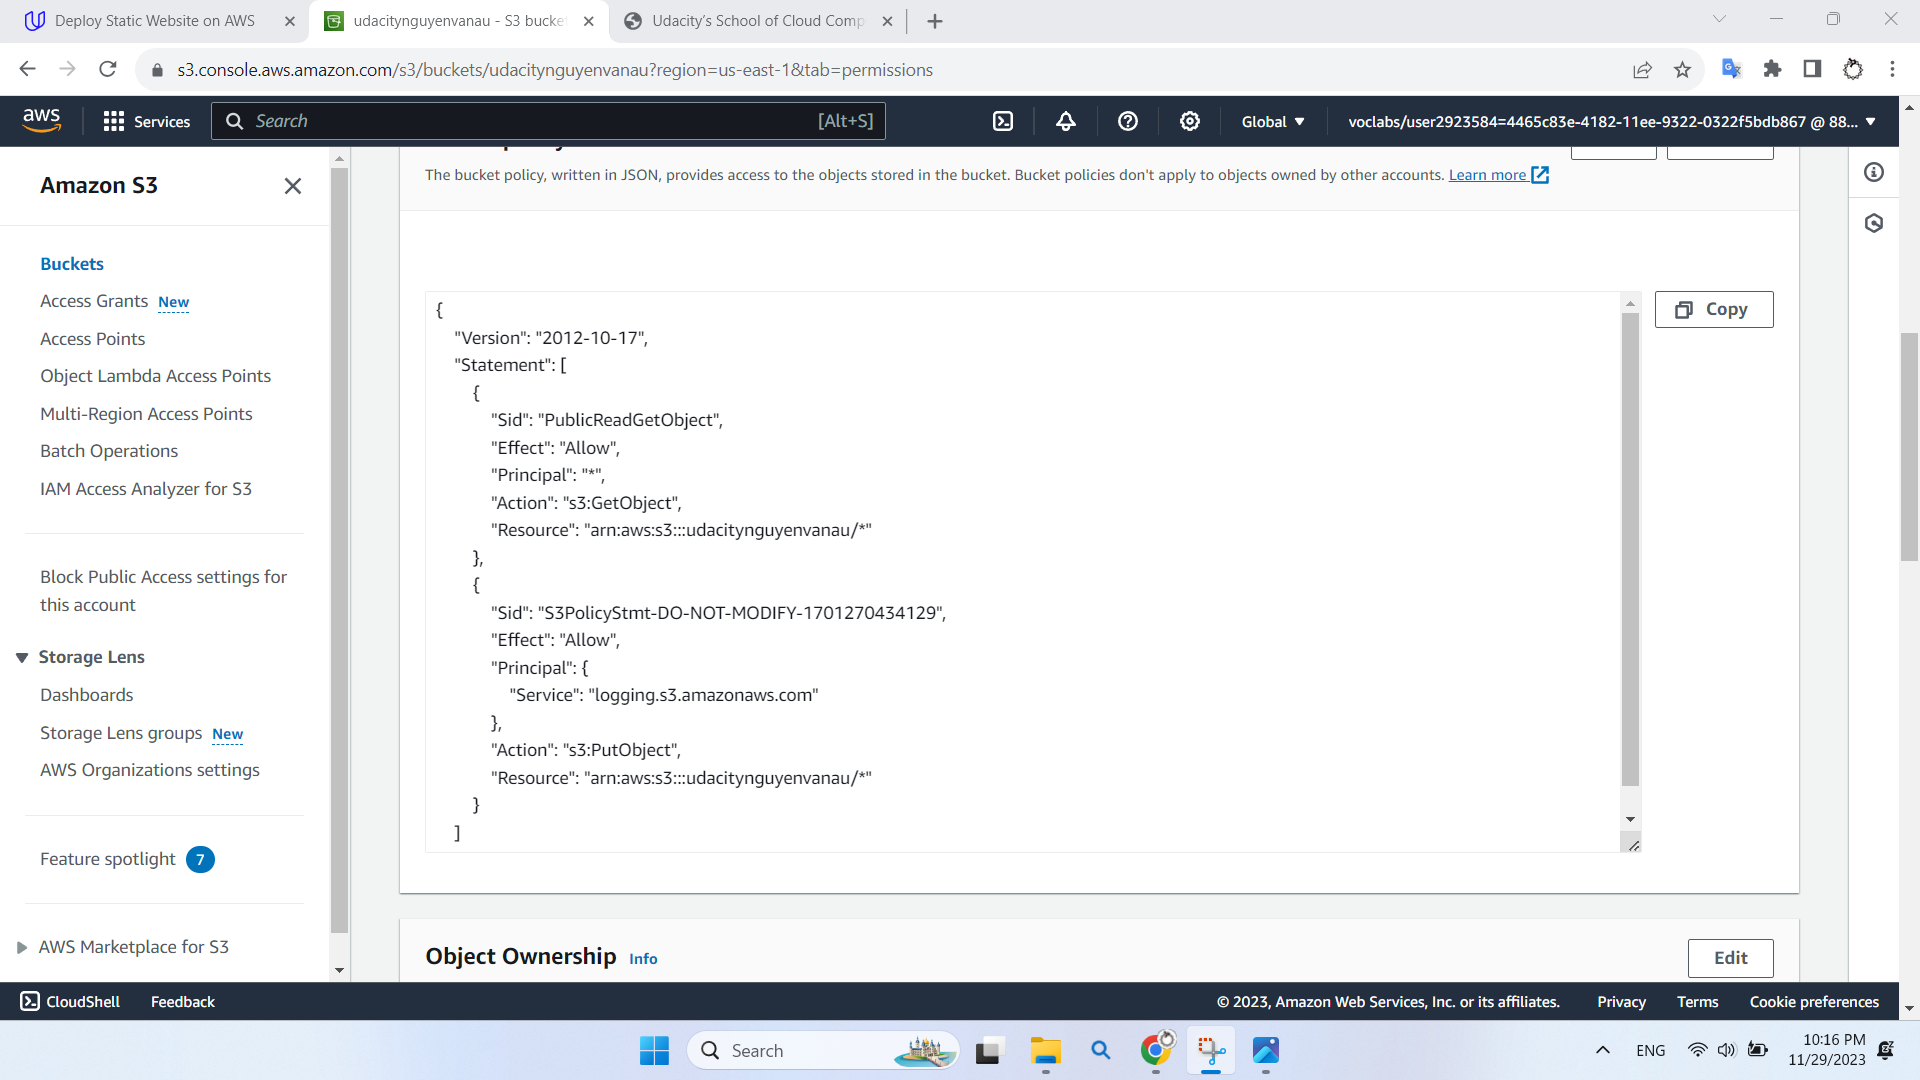 Deploy Static Website on AWS
udacitynguyenvanau - S3 bucke
Udacity's School of Cloud Comp
s3.console.aws.amazon.com/s3/buckets/udacitynguyenvanau?region=us-east-1&tab=permissions
aws
Services
Search
[Alt+S]
Global
voclabs/user2923584=4465c83e-4182-11ee-9322-0322f5bdb867 @ 88...
Amazon S3
Buckets
Access Grants New
Access Points
Object Lambda Access Points
Multi-Region Access Points
Batch Operations
IAM Access Analyzer for S3
Block Public Access settings for
this account
Storage Lens
Dashboards
Storage Lens groups New
AWS Organizations settings
Feature spotlight 7
AWS Marketplace for S3
The bucket policy, written in JSON, provides access to the objects stored in the bucket. Bucket policies don't apply to objects owned by other accounts. Learn more
Copy
{
"Version": "2012-10-17",
"Statement": [
{
"Sid": "PublicReadGetObject",
"Effect": "Allow",
"Principal": "*",
"Action": "s3:GetObject",
"Resource": "arn:aws:s3:::udacitynguyenvanau/*"
},
{
"Sid": "S3PolicyStmt-DO-NOT-MODIFY-1701270434129",
"Effect": "Allow",
"Principal": {
"Service": "logging.s3.amazonaws.com"
},
"Action": "s3:PutObject",
"Resource": "arn:aws:s3:::udacitynguyenvanau/*"
}
]
Object Ownership Info
Edit
CloudShell
Feedback
© 2023, Amazon Web Services, Inc. or its affiliates.
Privacy
Terms
Cookie preferences
Search
ENG
10:16 PM
11/29/2023